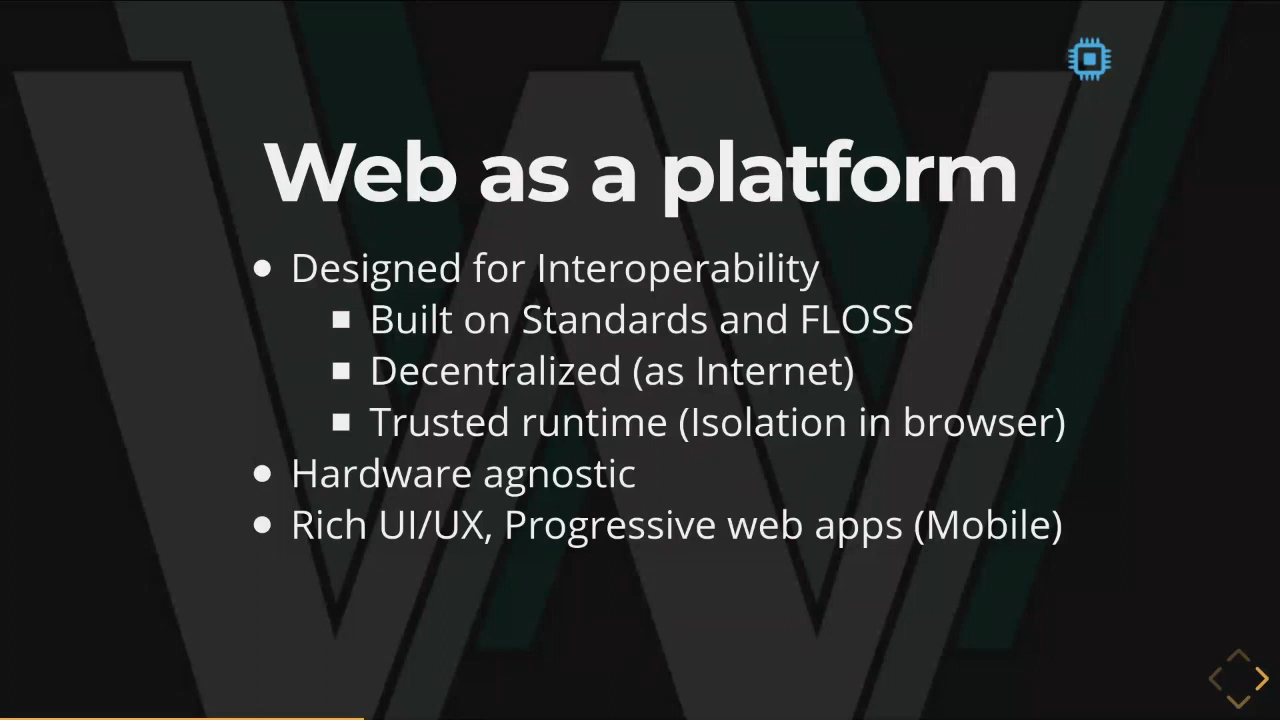 Web as a platform
Designed for Interoperability
Built on Standards and FLOSS
Decentralized (as Internet)
Trusted runtime (Isolation in browser)
Hardware agnostic
Rich UI/UX, Progressive web apps (Mobile)